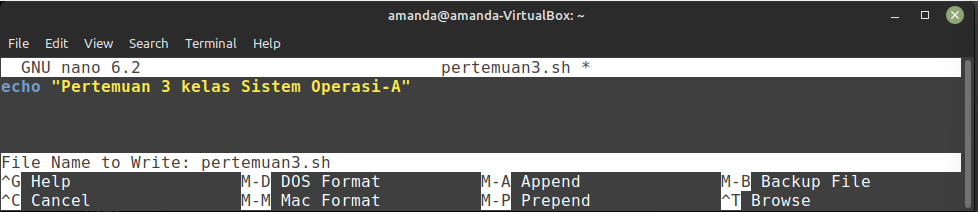 amanda@amanda-VirtualBox: ~
File Edit View Search Terminal Help
GNU nano 6.2 pertemuan3.sh *
echo "Pertemuan 3 kelas Sistem Operasi-A"
File Name to Write: pertemuan3.sh
^G Help M-D DOS Format M-A Append M-B Backup File
^C Cancel M-M Mac Format M-P Prepend ^T Browse